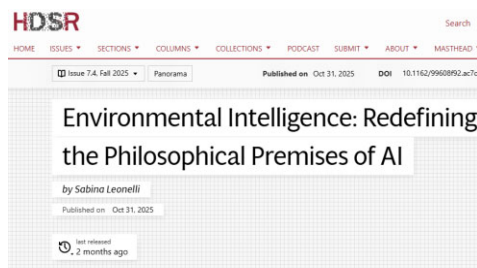 HDSR
Search
HOME ISSUES SECTIONS COLUMNS COLLECTIONS PODCAST SUBMIT ABOUT MASTHEAD
Issue 7.4, Fall 2025 Panorama Published on Oct 31, 2025 DOI 10.1162/99608f92.ac7c
Environmental Intelligence: Redefining
the Philosophical Premises of AI
by Sabina Leonelli
Published on Oct 31, 2025
last released
2 months ago